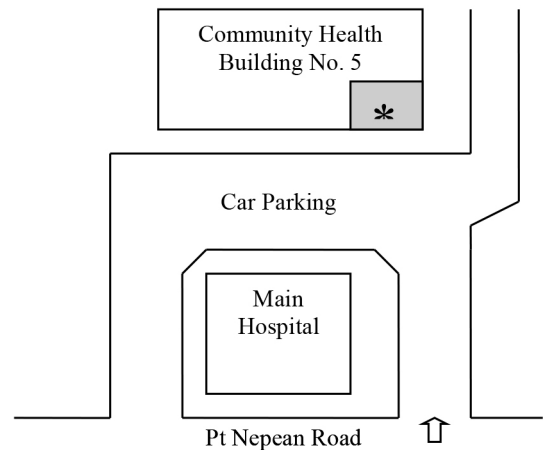 Community Health
Building No. 5
*
Car Parking
Main
Hospital
Pt Nepean Road